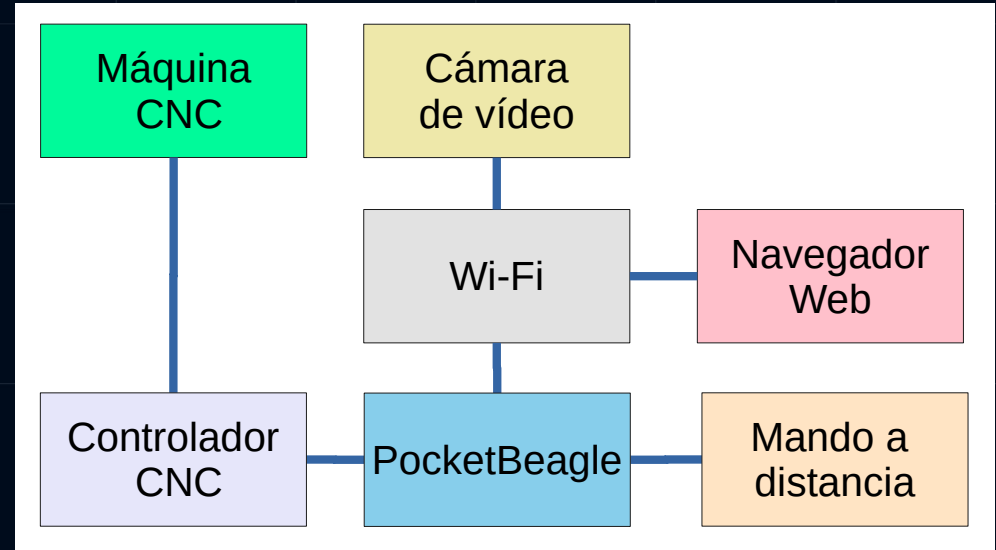 Máquina
CNC
Cámara
de vídeo
Wi-Fi
Navegador
Web
Controlador
CNC
PocketBeagle
Mando a
distancia